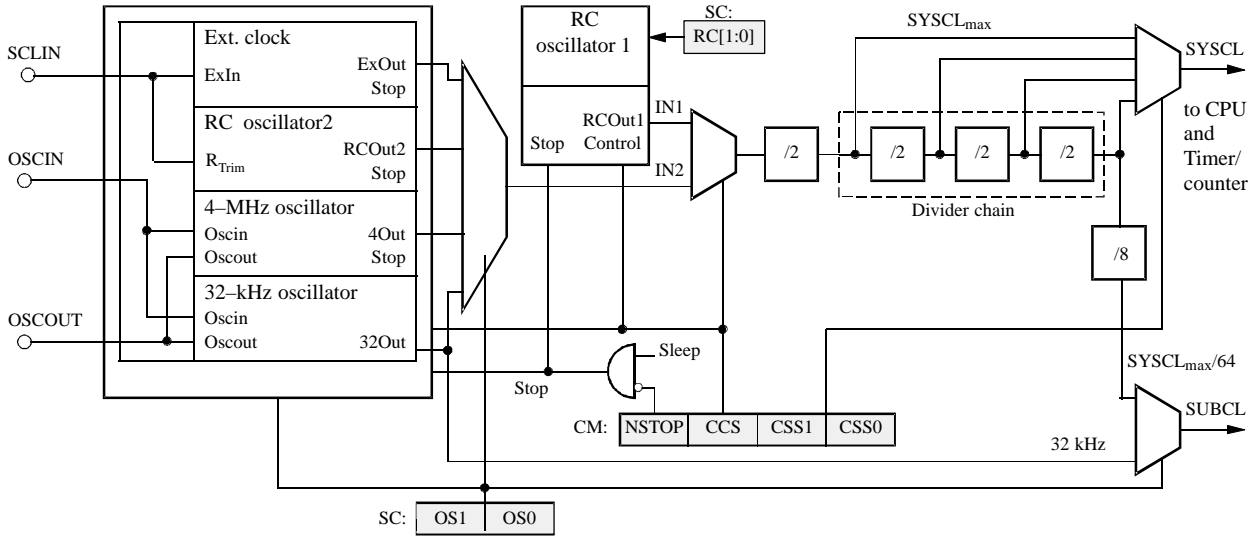 SCLIN
OSCIN
OSCOUT
Ext. clock
ExIn
ExOut
Stop
RC oscillator2
RTrim
RCOut2
Stop
4–MHz oscillator
Oscin
4Out
Oscout
Stop
32–kHz oscillator
Oscin
Oscout
32Out
RC
oscillator 1
RCOut1
Stop
Control
SC:
RC[1:0]
IN1
IN2
/2
/2
/2
/2
Divider chain
/8
SYSCLmax
SYSCL
to CPU
and
Timer/
counter
Sleep
Stop
CM:
NSTOP
CCS
CSS1
CSS0
SYSCLmax/64
SUBCL
32 kHz
SC:
OS1
OS0